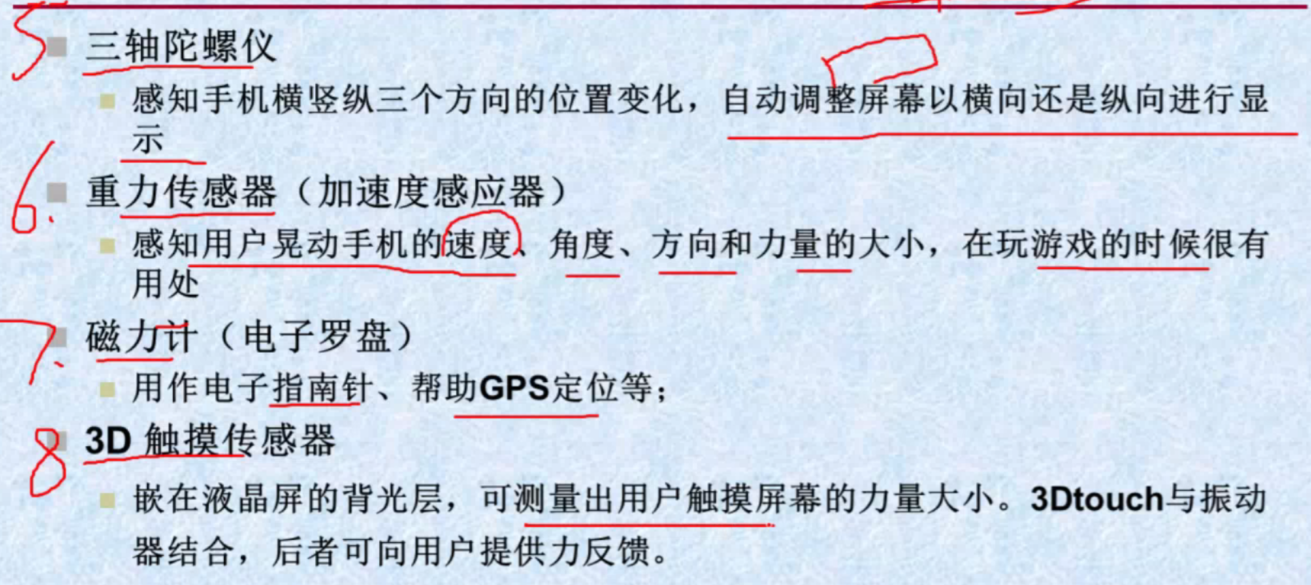 5
三轴陀螺仪
感知手机横竖纵三个方向的位置变化，自动调整屏幕以横向还是纵向进行显
示
6.
重力传感器（加速度感应器）
感知用户晃动手机的速度、角度、方向和力量的大小，在玩游戏的时候很有
用处
7.
磁力计（电子罗盘）
用作电子指南针、帮助GPS定位等；
8
3D 触摸传感器
嵌在液晶屏的背光层，可测量出用户触摸屏幕的力量大小。3Dtouch与振动
器结合，后者可向用户提供力反馈。